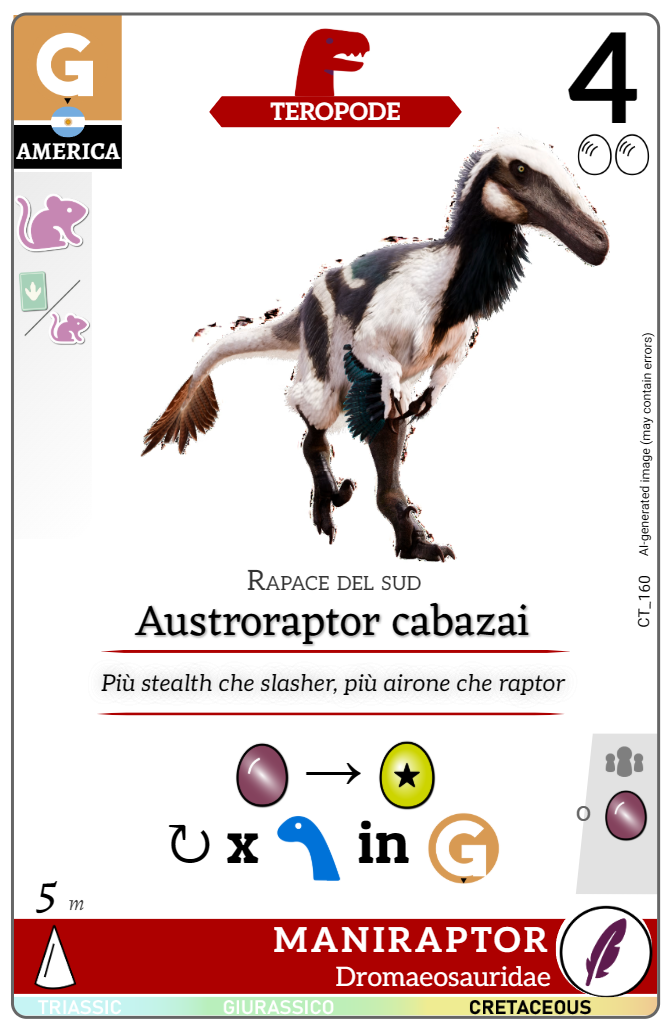 G
AMERICA
TEROPODE
4
AI-generated image (may contain errors)
CT_160
Rapace del sud
Austroraptor cabazai
Più stealth che slasher, più airone che raptor
x in G
o
5 m
MANIRAPTOR
Dromaeosauridae
TRIASSIC GIURASSICO CRETACEOUS